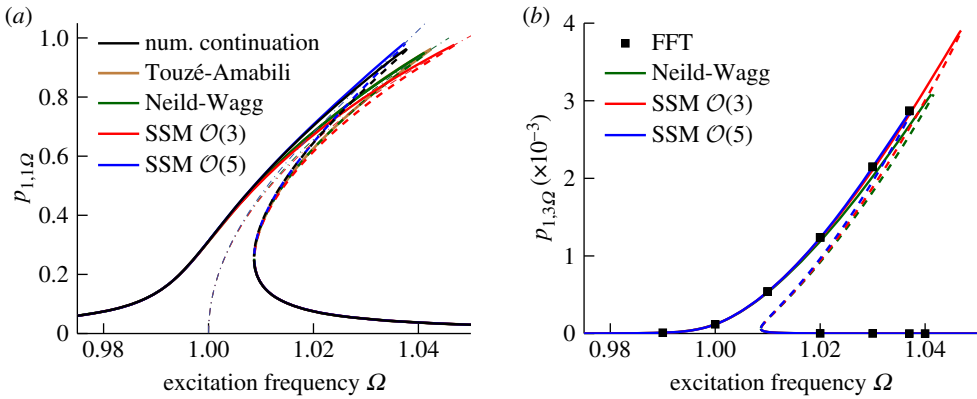 (a)
1.0
0.8
0.6
0.4
0.2
0
p1,1Ω
num. continuation
Touzé-Amabili
Neild-Wagg
SSM O(3)
SSM O(5)
0.98
1.00
1.02
1.04
excitation frequency Ω
(b)
4
3
2
1
0
p1,3Ω (×10−3)
FFT
Neild-Wagg
SSM O(3)
SSM O(5)
0.98
1.00
1.02
1.04
excitation frequency Ω